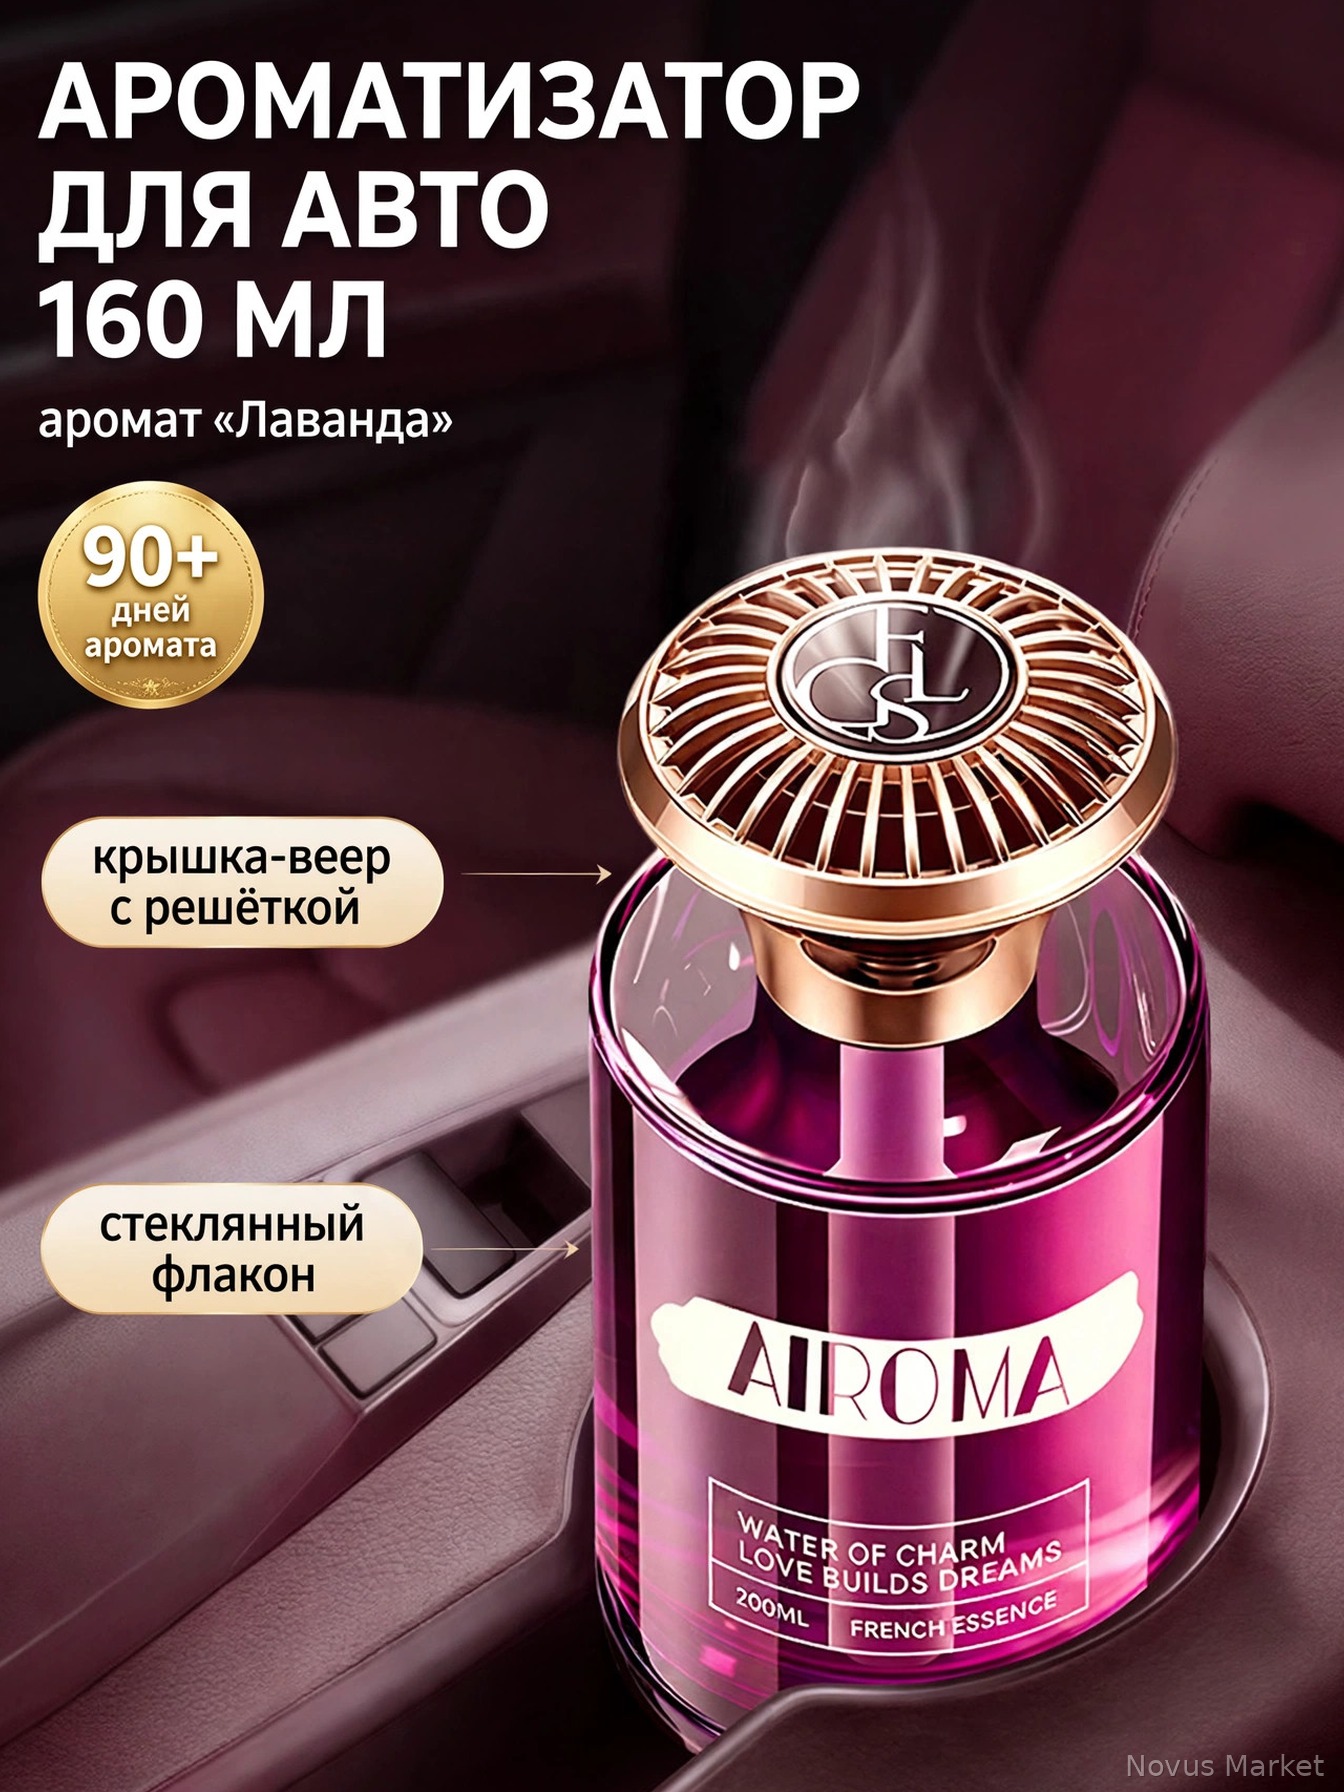 АРОМАТИЗАТОР
ДЛЯ АВТО
160 МЛ
аромат «Лаванда»
90+
дней
аромата
крышка-веер
с решёткой
стеклянный
флакон
AIROMA
WATER OF CHARM
LOVE BUILDS DREAMS
200ML FRENCH ESSENCE
Novus Market